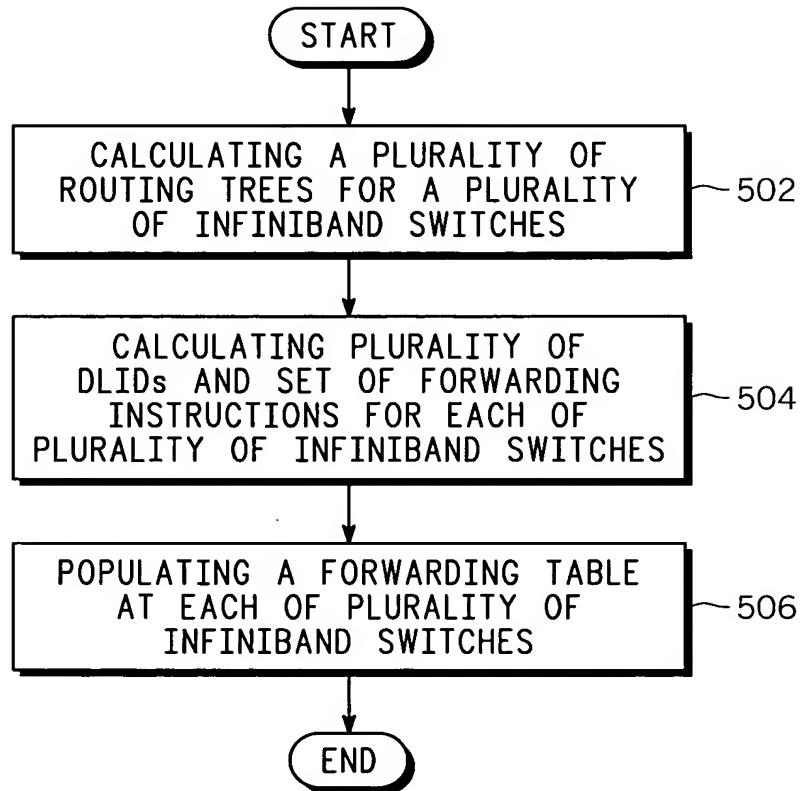 START
CALCULATING A PLURALITY OF
ROUTING TREES FOR A PLURALITY
OF INFINIBAND SWITCHES
502
CALCULATING PLURALITY OF
DLIDs AND SET OF FORWARDING
INSTRUCTIONS FOR EACH OF
PLURALITY OF INFINIBAND SWITCHES
504
POPULATING A FORWARDING TABLE
AT EACH OF PLURALITY OF
INFINIBAND SWITCHES
506
END